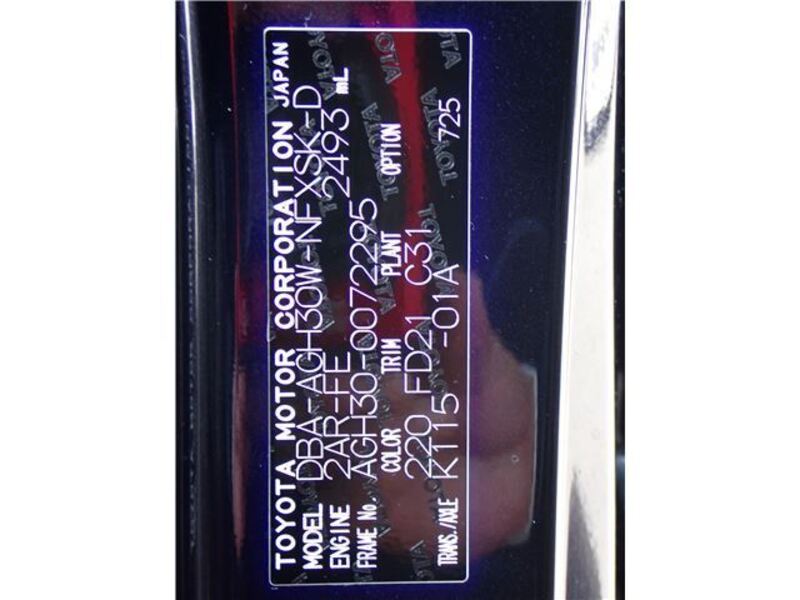 TOYOTA MOTOR CORPORATION JAPAN
MODEL DBA-AGH30W-NFXSK-D
ENGINE 2AR-FE 2493 mL
FRAME No. AGH30-0072295
COLOR TRIM PLANT OPTION
220 FD21 C31
TRANS./AXLE K115 -01A 725